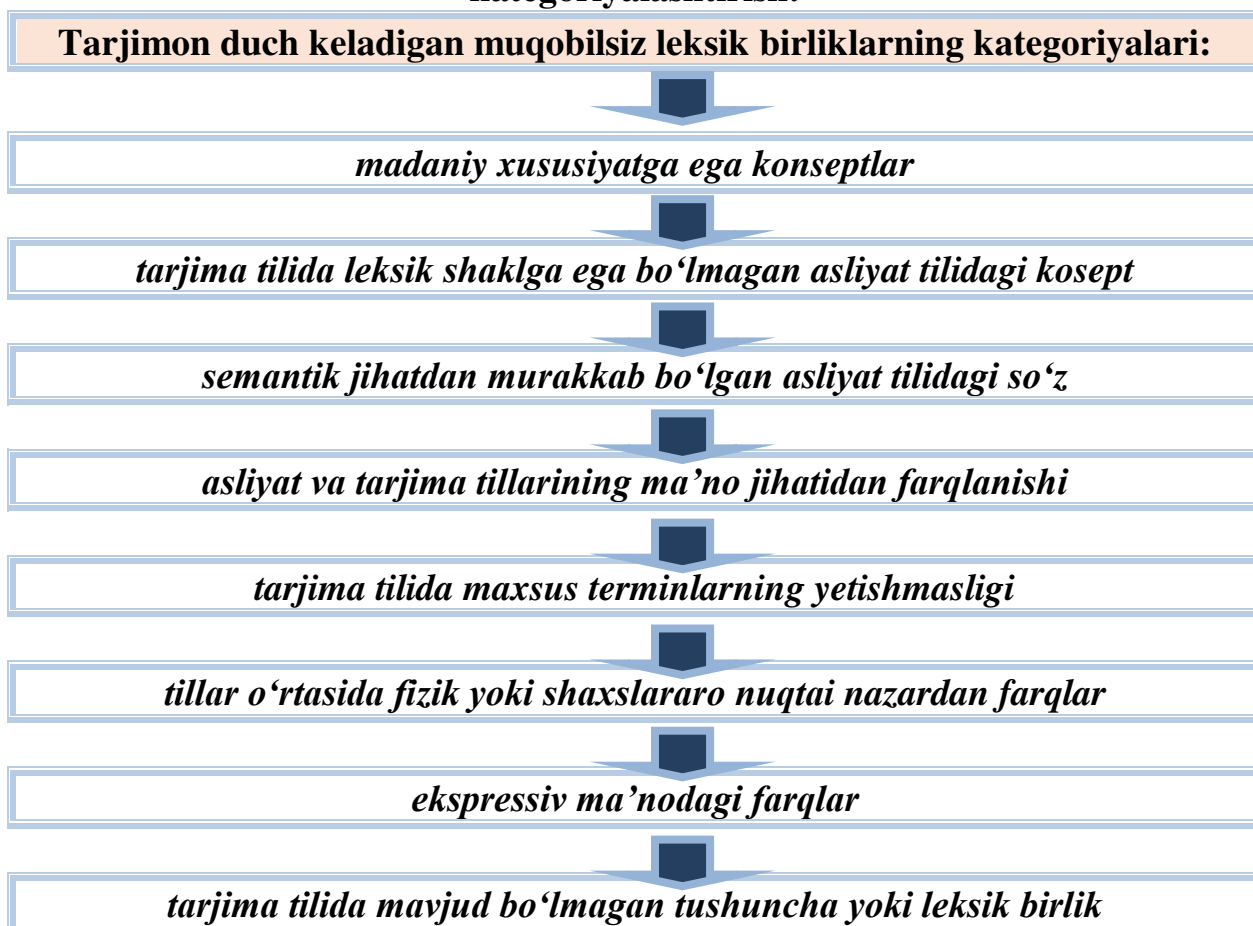 kategoriyalashtirish.
Tarjimon duch keladigan muqobilsiz leksik birliklarning kategoriyalari:
madaniy xususiyatga ega konseptlar
tarjima tilida leksik shaklga ega bo‘lmagan asliyat tilidagi kosept
semantik jihatdan murakkab bo‘lgan asliyat tilidagi so‘z
asliyat va tarjima tillarining ma’no jihatidan farqlanishi
tarjima tilida maxsus terminlarning yetishmasligi
tillar o‘rtasida fizik yoki shaxslararo nuqtai nazardan farqlar
ekspressiv ma’nodagi farqlar
tarjima tilida mavjud bo‘lmagan tushuncha yoki leksik birlik